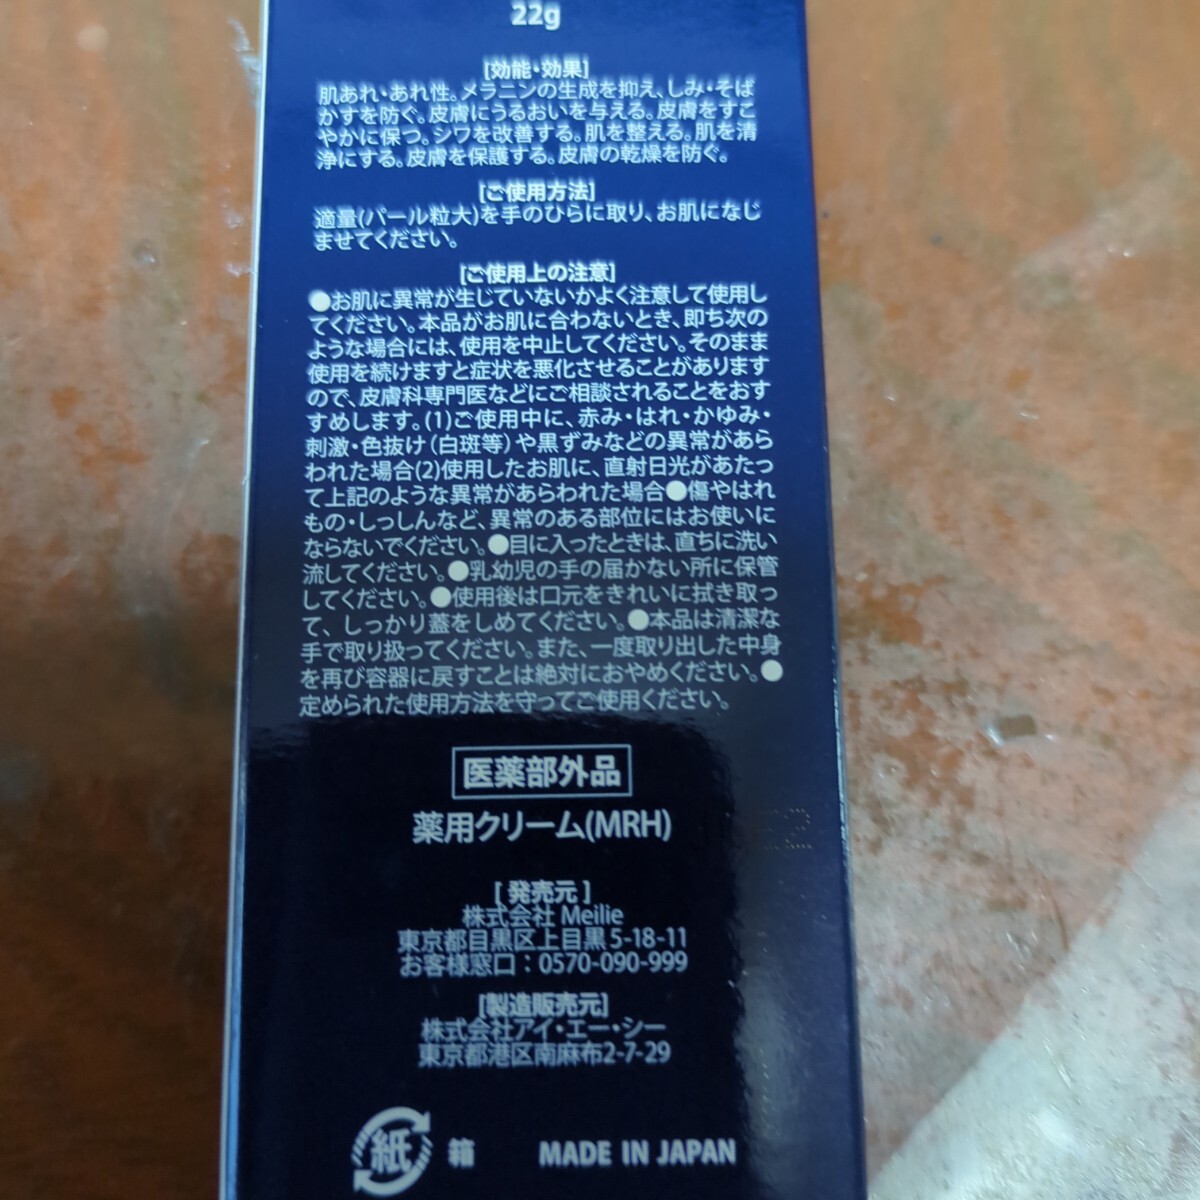 22g
[効能・効果]
肌あれ・あれ性。メラニンの生成を抑え、しみ・そば
かすを防ぐ。皮膚にうるおいを与える。皮膚をすこ
やかに保つ。シワを改善する。肌を整える。肌を清
浄にする。皮膚を保護する。皮膚の乾燥を防ぐ。
[ご使用方法]
適量(パール粒大)を手のひらに取り、お肌になじ
ませてください。
[ご使用上の注意]
●お肌に異常が生じていないかよく注意して使用し
てください。本品がお肌に合わないとき、即ち次の
ような場合には、使用を中止してください。そのまま
使用を続けますと症状を悪化させることがあります
ので、皮膚科専門医などにご相談されることをおす
すめします。(1)ご使用中に、赤み・はれ・かゆみ・
刺激・色抜け(白斑等)や黒ずみなどの異常があら
われた場合(2)使用したお肌に、直射日光があたっ
て上記のような異常があらわれた場合●傷やはれ
もの・しっしんなど、異常のある部位にはお使いに
ならないでください。●目に入ったときは、直ちに洗い
流してください。●乳幼児の手の届かない所に保管
してください。●使用後は口元をきれいに拭き取っ
て、しっかり蓋をしめてください。●本品は清潔な
手で取り扱ってください。また、一度取り出した中身
を再び容器に戻すことは絶対におやめください。●
定められた使用方法を守ってご使用ください。
医薬部外品
薬用クリーム(MRH)
[ 発売元 ]
株式会社 Meilie
東京都目黒区上目黒5-18-11
お客様窓口:0570-090-999
[製造販売元]
株式会社アイ・エー・シー
東京都港区南麻布2-7-29
紙 箱 MADE IN JAPAN